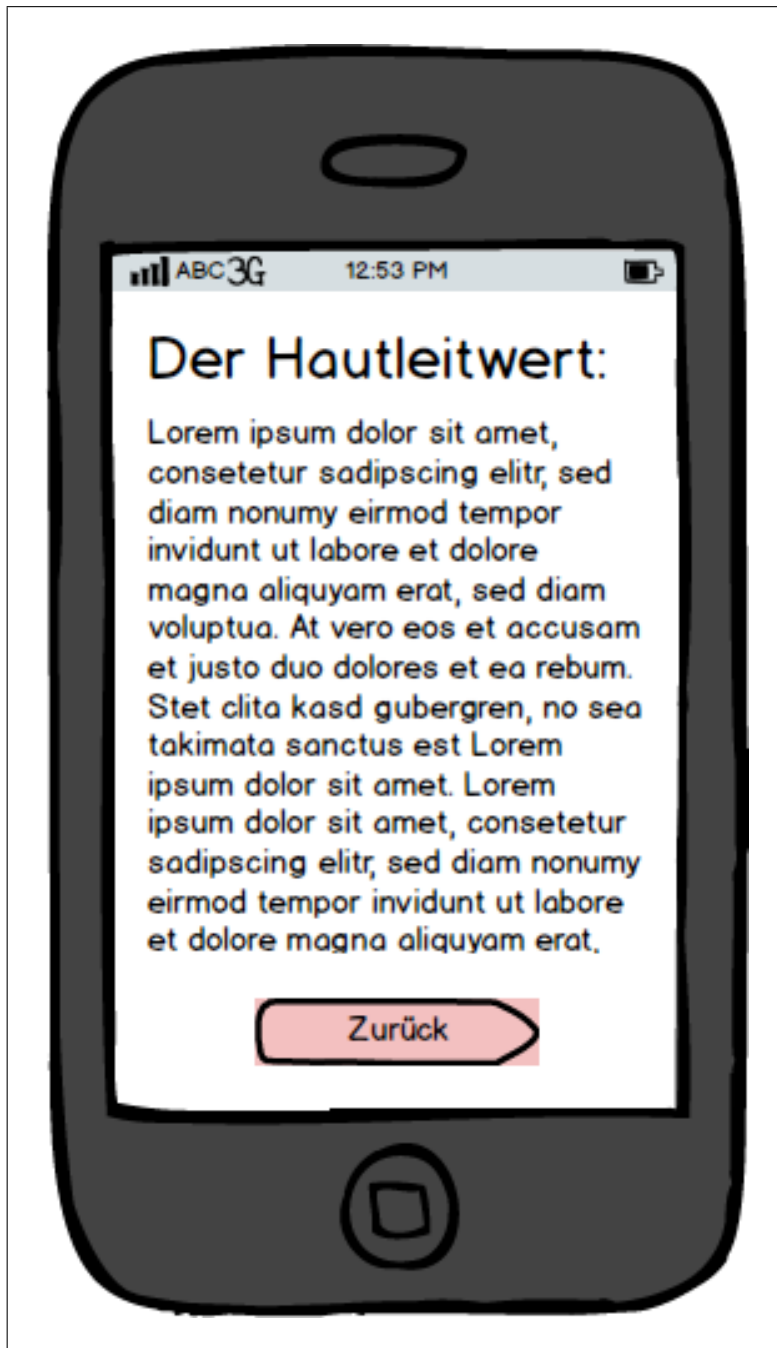 ABC 3G 12:53 PM
Der Hautleitwert:
Lorem ipsum dolor sit amet,
consetetur sadipscing elitr, sed
diam nonumy eirmod tempor
invidunt ut labore et dolore
magna aliquyam erat, sed diam
voluptua. At vero eos et accusam
et justo duo dolores et ea rebum.
Stet clita kasd gubergren, no sea
takimata sanctus est Lorem
ipsum dolor sit amet. Lorem
ipsum dolor sit amet, consetetur
sadipscing elitr, sed diam nonumy
eirmod tempor invidunt ut labore
et dolore magna aliquyam erat.
Zurück